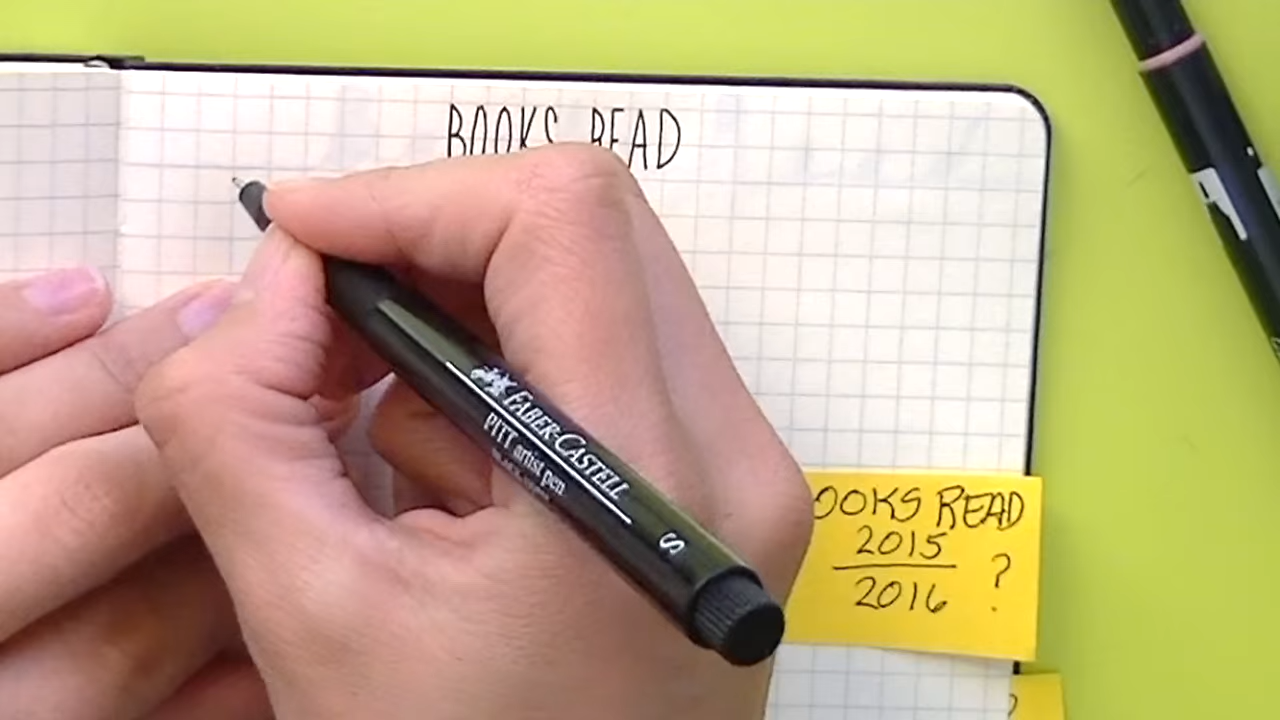 BOOKS READ
FABER-CASTELL
PITT artist pen
S
OOKS READ
2015
2016 ?